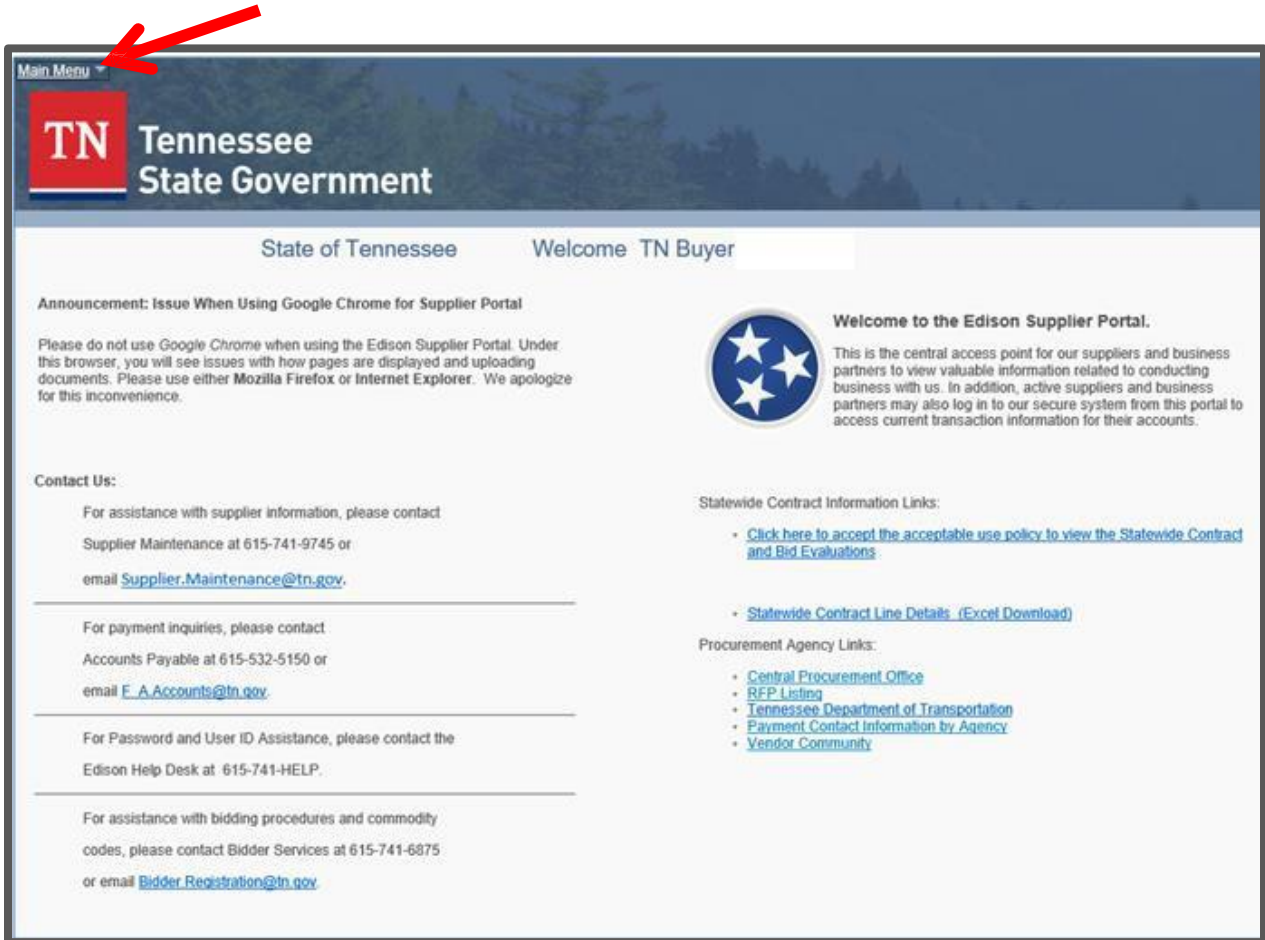 Main Menu
TN
Tennessee
State Government
State of Tennessee
Welcome TN Buyer
Announcement: Issue When Using Google Chrome for Supplier Portal
Please do not use Google Chrome when using the Edison Supplier Portal. Under
this browser, you will see issues with how pages are displayed and uploading
documents. Please use either Mozilla Firefox or Internet Explorer. We apologize
for this inconvenience.
Contact Us:
For assistance with supplier information, please contact
Supplier Maintenance at 615-741-9745 or
email Supplier.Maintenance@tn.gov.
For payment inquiries, please contact
Accounts Payable at 615-532-5150 or
email F_A.Accounts@tn.gov.
For Password and User ID Assistance, please contact the
Edison Help Desk at 615-741-HELP.
For assistance with bidding procedures and commodity
codes, please contact Bidder Services at 615-741-6875
or email Bidder.Registration@tn.gov.
Welcome to the Edison Supplier Portal.
This is the central access point for our suppliers and business
partners to view valuable information related to conducting
business with us. In addition, active suppliers and business
partners may also log in to our secure system from this portal to
access current transaction information for their accounts.
Statewide Contract Information Links:
• Click here to accept the acceptable use policy to view the Statewide Contract
and Bid Evaluations
• Statewide Contract Line Details (Excel Download)
Procurement Agency Links:
• Central Procurement Office
• RFP Listing
• Tennessee Department of Transportation
• Payment Contact Information by Agency
• Vendor Community